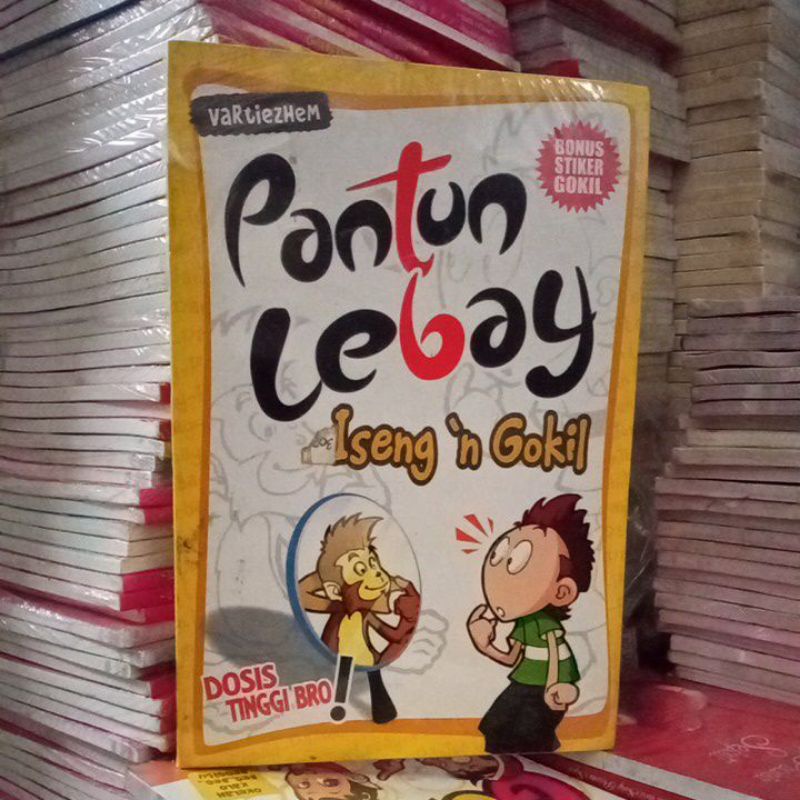 VaRtiezHeM
BONUS
STIKER
GOKIL
Pantun
Lebay
Iseng 'n Gokil
DOSIS
TINGGI BRO!